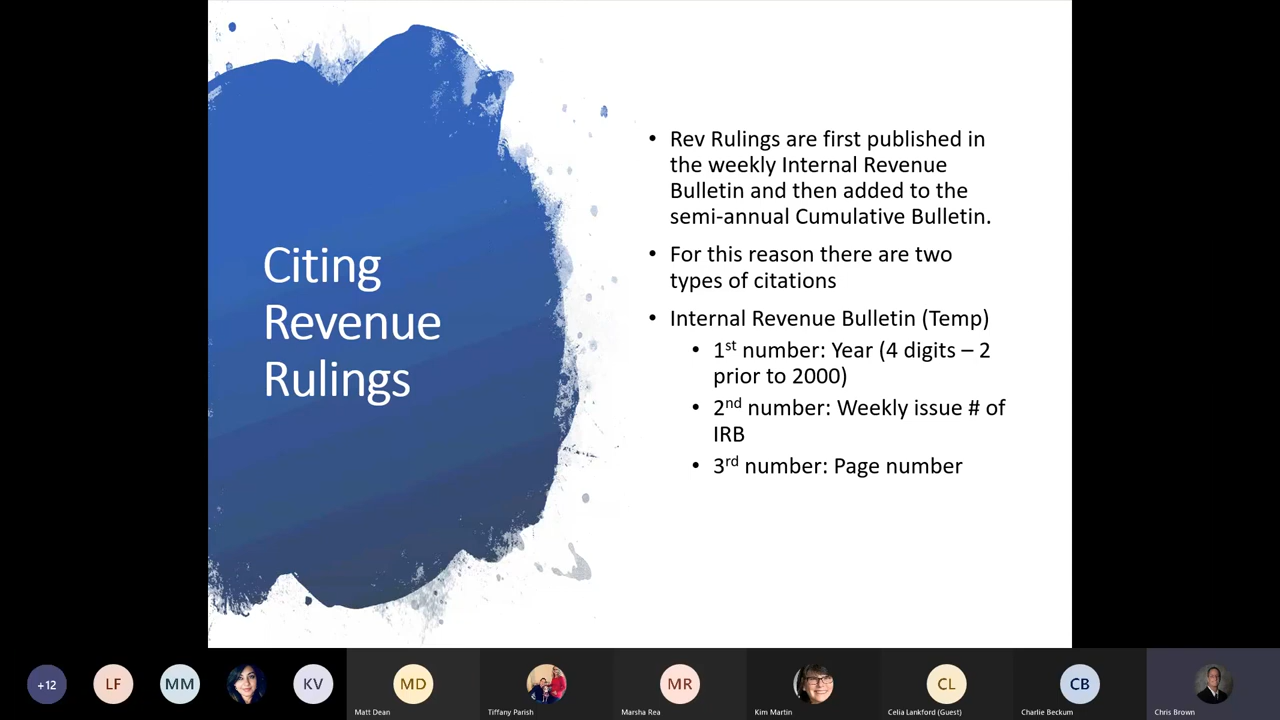 Citing
Revenue
Rulings
• Rev Rulings are first published in
the weekly Internal Revenue
Bulletin and then added to the
semi-annual Cumulative Bulletin.
• For this reason there are two
types of citations
• Internal Revenue Bulletin (Temp)
• 1st number: Year (4 digits – 2
prior to 2000)
• 2nd number: Weekly issue # of
IRB
• 3rd number: Page number
+12
LF
MM
KV
MD
MR
CL
CB
Matt Dean
Tiffany Parish
Marsha Rea
Kim Martin
Celia Lankford (Guest)
Charlie Beckum
Chris Brown